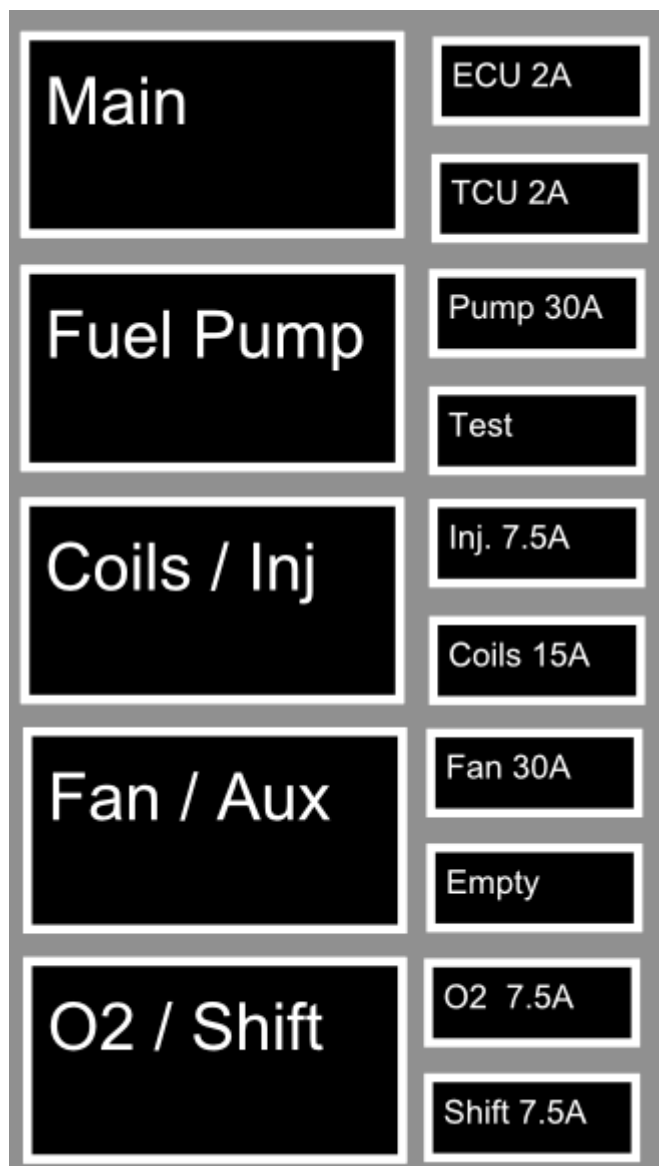 Main
ECU 2A
TCU 2A
Fuel Pump
Pump 30A
Test
Coils / Inj
Inj. 7.5A
Coils 15A
Fan / Aux
Fan 30A
Empty
O2 / Shift
O2  7.5A
Shift 7.5A